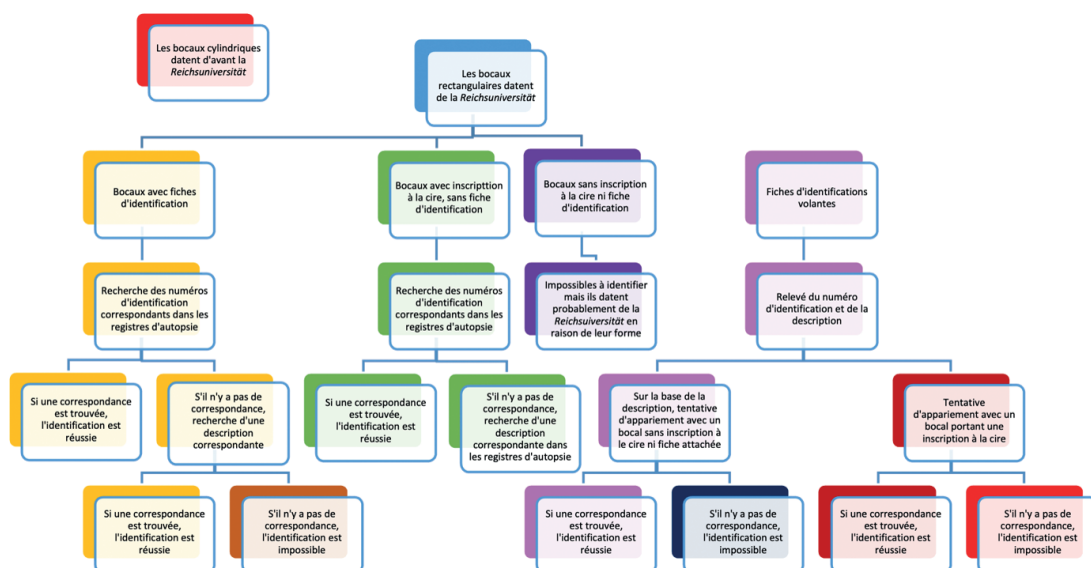 Les bocaux cylindriques
datent d'avant la
Reichsuniversität
Les bocaux
rectangulaires datent
de la Reichsuniversität
Bocaux avec fiches
d'identification
Bocaux avec inscripttion
à la cire, sans fiche
d'identification
Bocaux sans inscription
à la cire ni fiche
d'identification
Fiches d'identifications
volantes
Recherche des numéros
d'identification
correspondants dans les
registres d'autopsie
Recherche des numéros
d'identification
correspondants dans les
registres d'autopsie
Impossibles à identifier
mais ils datent
probablement de la
Reichsuiversität en
raison de leur forme
Relevé du numéro
d'identification et de la
description
Si une correspondance
est trouvée,
l'identification est
réussie
S'il n'y a pas de
correspondance,
recherche d'une
description
correspondante
Si une correspondance
est trouvée,
l'identification est
réussie
S'il n'y a pas de
correspondance,
recherche d'une
description
correspondante dans
les registres d'autopsie
Sur la base de la
description, tentative
d'appariement avec un
bocal sans inscription à
le cire ni fiche attachée
Tentative
d'appariement avec un
bocal portant une
inscription à la cire
Si une correspondance
est trouvée,
l'identification est
réussie
S'il n'y a pas de
correspondance,
l'identification est
impossible
Si une correspondance
est trouvée,
l'identification est
réussie
S'il n'y a pas de
correspondance,
l'identification est
impossible
Si une correspondance
est trouvée,
l'identification est
réussie
S'il n'y a pas de
correspondance,
l'identification est
impossible